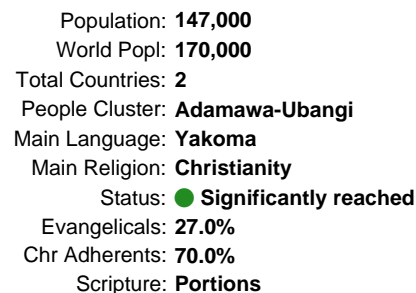 Population: 147,000
World Popl: 170,000
Total Countries: 2
People Cluster: Adamawa-Ubangi
Main Language: Yakoma
Main Religion: Christianity
Status: Significantly reached
Evangelicals: 27.0%
Chr Adherents: 70.0%
Scripture: Portions